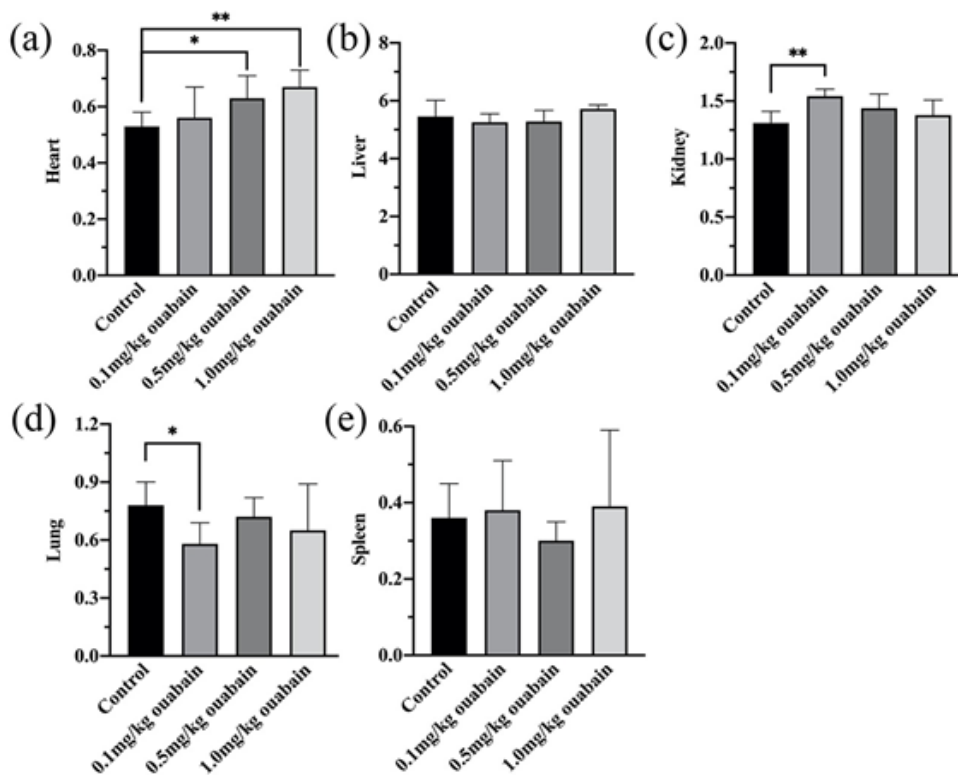 (a)
**
*
Heart
0.8
0.6
0.4
0.2
0.0
Control
0.1mg/kg ouabain
0.5mg/kg ouabain
1.0mg/kg ouabain
(b)
Liver
8
6
4
2
0
Control
0.1mg/kg ouabain
0.5mg/kg ouabain
1.0mg/kg ouabain
(c)
**
Kidney
2.0
1.5
1.0
0.5
0.0
Control
0.1mg/kg ouabain
0.5mg/kg ouabain
1.0mg/kg ouabain
(d)
*
Lung
1.2
0.9
0.6
0.3
0.0
Control
0.1mg/kg ouabain
0.5mg/kg ouabain
1.0mg/kg ouabain
(e)
Spleen
0.6
0.4
0.2
0.0
Control
0.1mg/kg ouabain
0.5mg/kg ouabain
1.0mg/kg ouabain